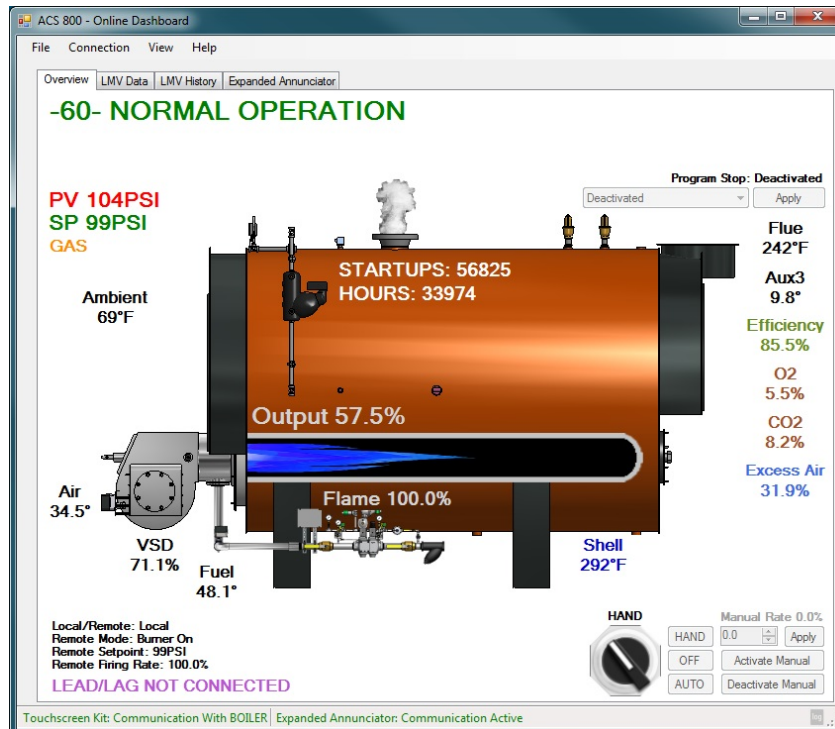 ACS 800 - Online Dashboard
File Connection View Help
Overview LMV Data LMV History Expanded Annunciator
-60- NORMAL OPERATION
Program Stop: Deactivated
Deactivated Apply
PV 104PSI
SP 99PSI
GAS
Flue
242°F
STARTUPS: 56825
HOURS: 33974
Aux3
9.8°
Ambient
69°F
Efficiency
85.5%
O2
5.5%
Output 57.5%
CO2
8.2%
Excess Air
31.9%
Air
34.5°
Flame 100.0%
VSD
71.1%
Fuel
48.1°
Shell
292°F
HAND
Manual Rate 0.0%
HAND 0.0 Apply
OFF Activate Manual
AUTO Deactivate Manual
Local/Remote: Local
Remote Mode: Burner On
Remote Setpoint: 99PSI
Remote Firing Rate: 100.0%
LEAD/LAG NOT CONNECTED
Touchscreen Kit: Communication With BOILER Expanded Annunciator: Communication Active